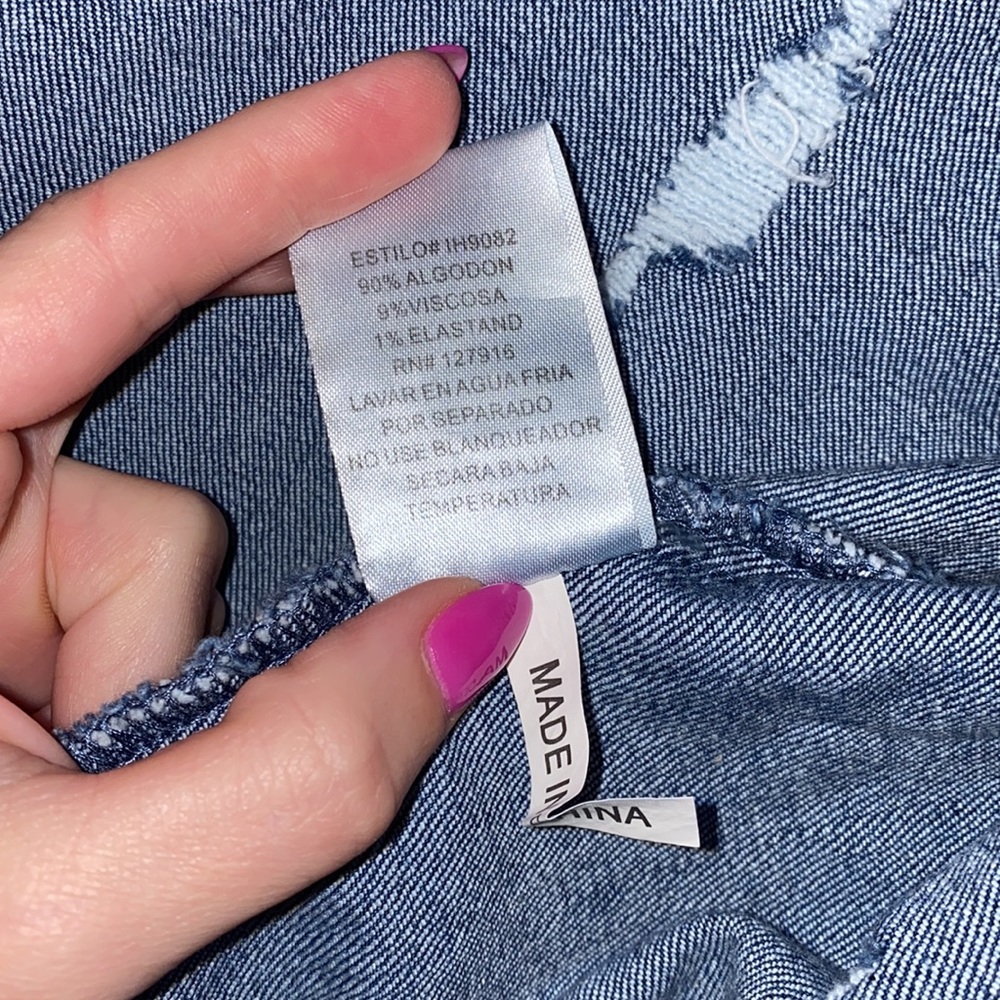 ESTILO# IH9082
90% ALGODON
9% VISCOSA
1% ELASTAND
RN# 127916
LAVAR EN AGUA FRIA
POR SEPARADO
NO USE BLANQUEADOR
SECAR A BAJA
TEMPERATURA
MADE IN